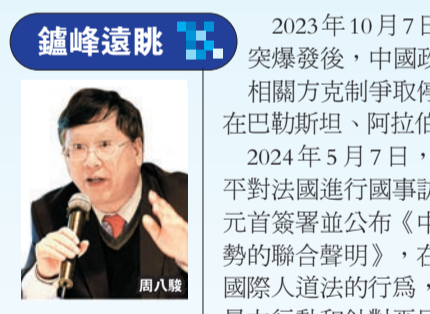 鑪峰遠眺
周八駿
2023年10月7日
突爆發後，中國政
相關方克制爭取停
在巴勒斯坦、阿拉伯
2024年5月7日，
平對法國進行國事訪
元首簽署並公布《中
勢的聯合聲明》，在
國際人道法的行爲，